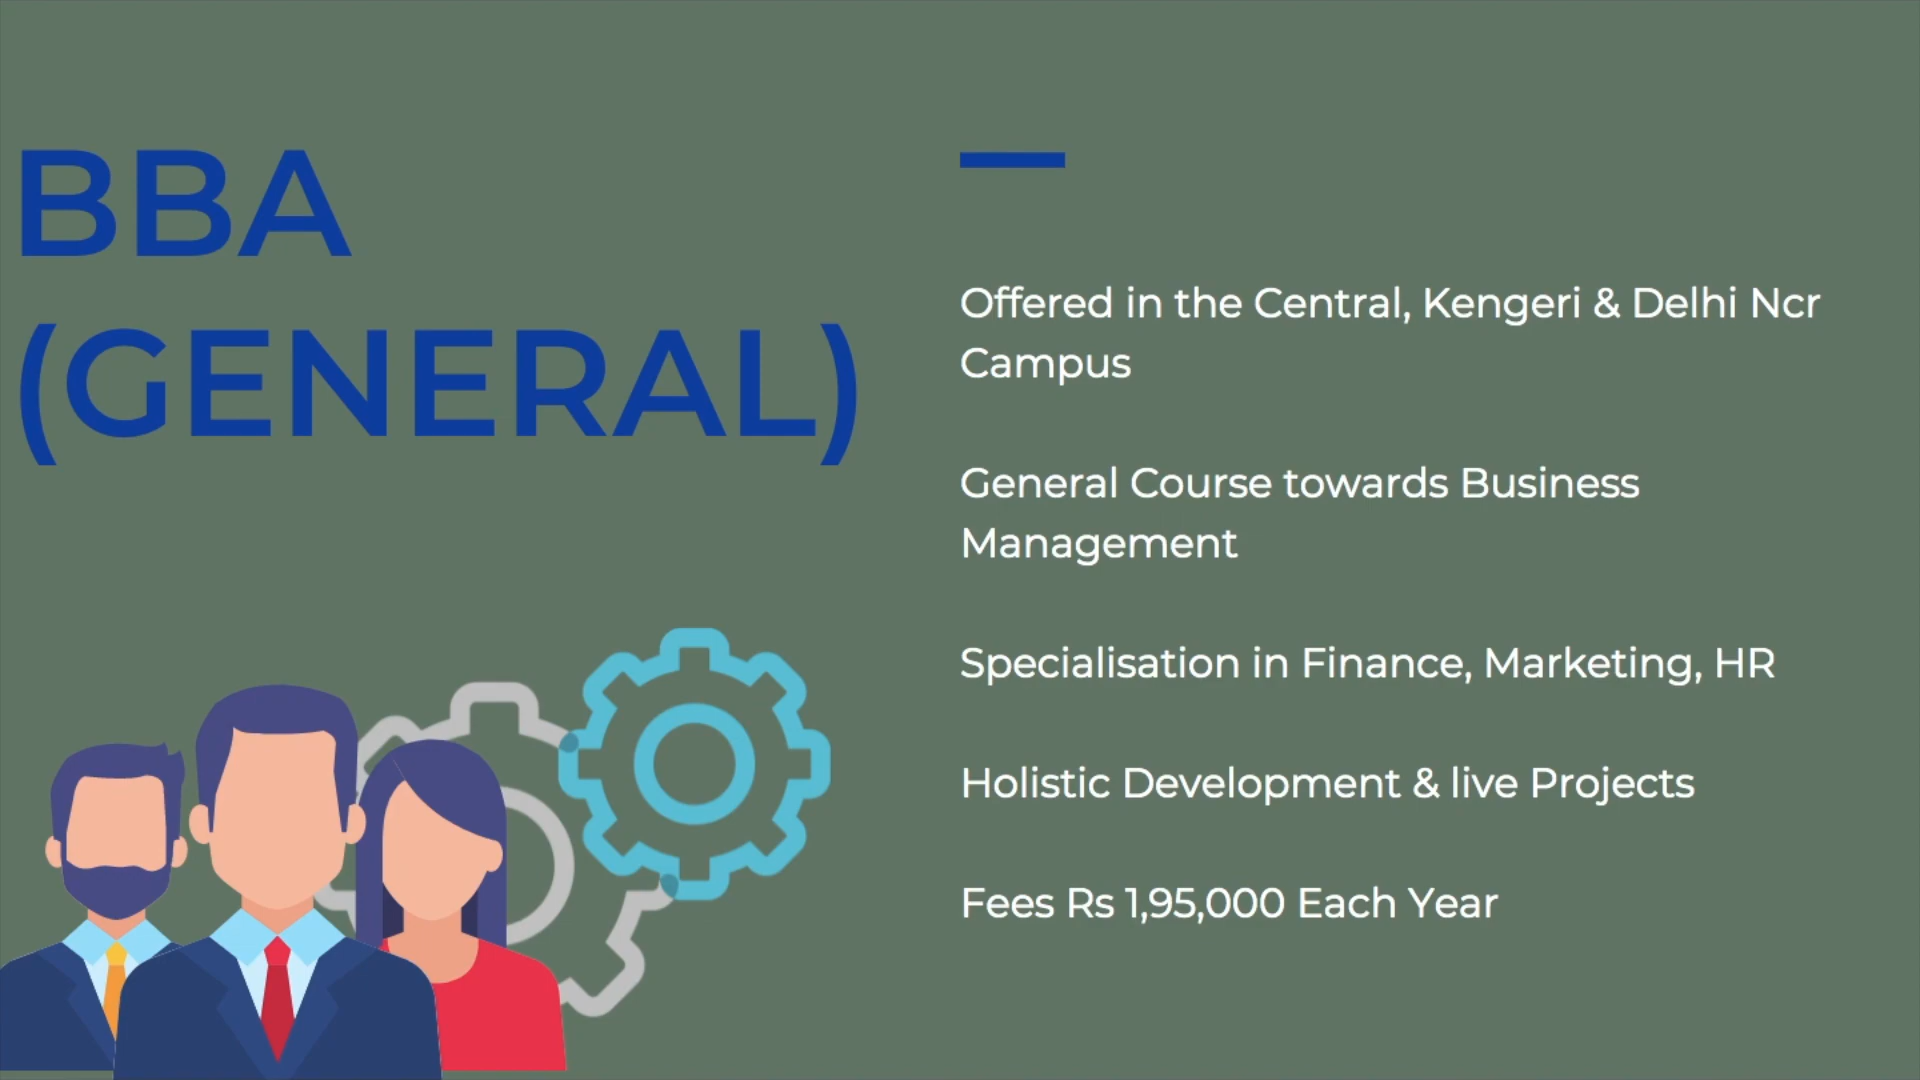 BBA
(GENERAL)
Offered in the Central, Kengeri & Delhi Ncr
Campus
General Course towards Business
Management
Specialisation in Finance, Marketing, HR
Holistic Development & live Projects
Fees Rs 1,95,000 Each Year